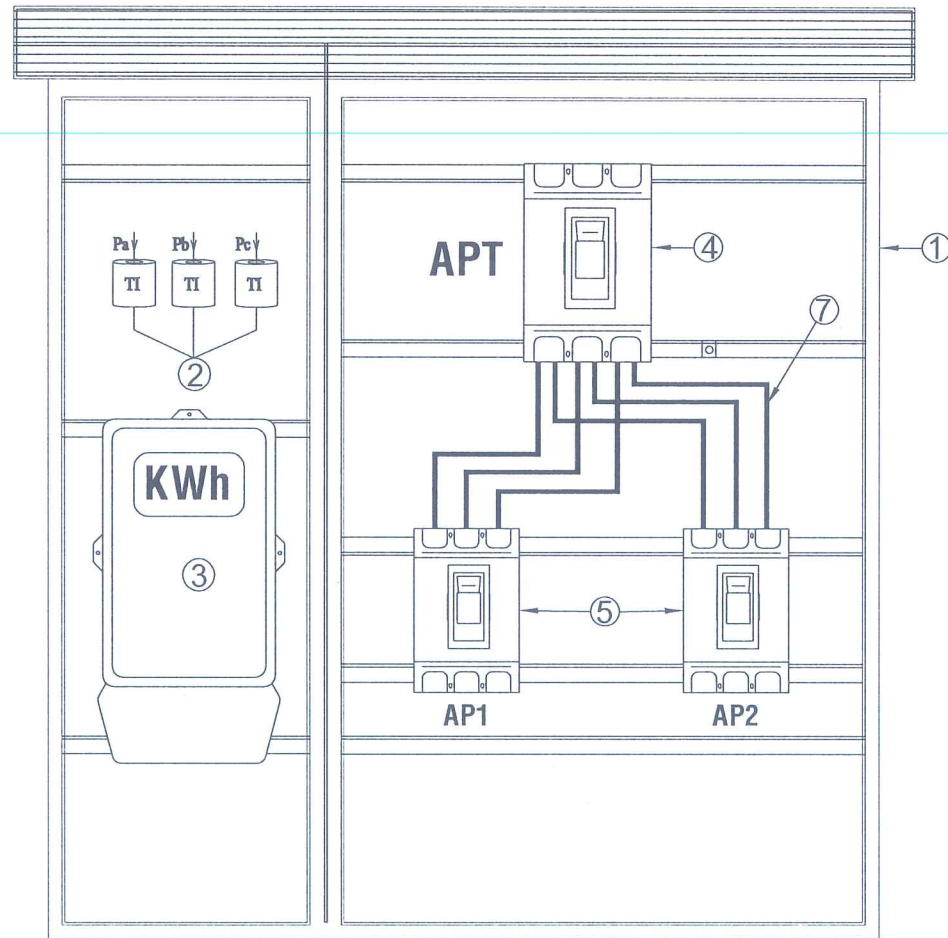 Pa Pb Pc
TI TI TI
②
APT
④
①
⑦
KWh
③
⑤
AP1
AP2